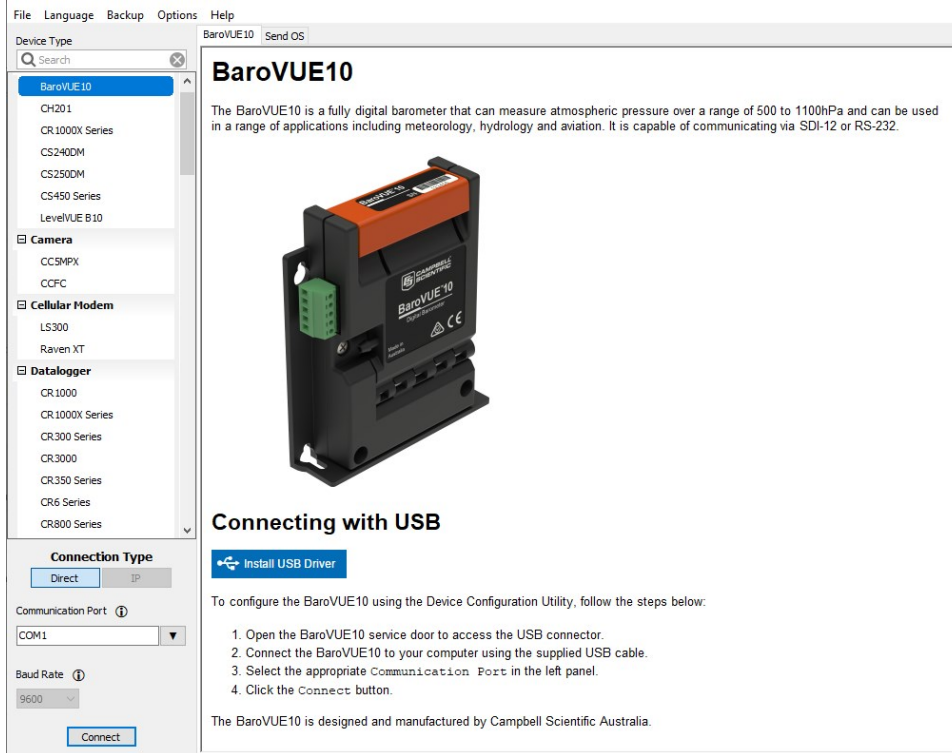 File Language Backup Options Help
Device Type
Search
BaroVUE10
CH201
CR1000X Series
CS240DM
CS250DM
CS450 Series
LevelVUE B10
Camera
CC5MPX
CCFC
Cellular Modem
LS300
Raven XT
Datalogger
CR1000
CR1000X Series
CR300 Series
CR3000
CR350 Series
CR6 Series
CR800 Series
Connection Type
Direct IP
Communication Port
COM1
Baud Rate
9600
Connect
BaroVUE10 Send OS
BaroVUE10
The BaroVUE10 is a fully digital barometer that can measure atmospheric pressure over a range of 500 to 1100hPa and can be used
in a range of applications including meteorology, hydrology and aviation. It is capable of communicating via SDI-12 or RS-232.
BaroVUE 10
CAMPBELL
SCIENTIFIC
BaroVUE 10
Digital Barometer
CE
Made in
Australia
Connecting with USB
Install USB Driver
To configure the BaroVUE10 using the Device Configuration Utility, follow the steps below:
1. Open the BaroVUE10 service door to access the USB connector.
2. Connect the BaroVUE10 to your computer using the supplied USB cable.
3. Select the appropriate Communication Port in the left panel.
4. Click the Connect button.
The BaroVUE10 is designed and manufactured by Campbell Scientific Australia.